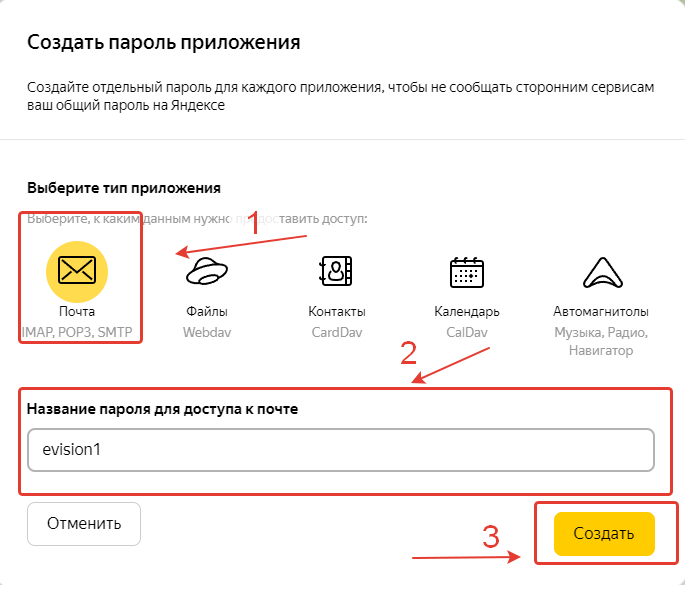 Создать пароль приложения
Создайте отдельный пароль для каждого приложения, чтобы не сообщать сторонним сервисам
ваш общий пароль на Яндексе
Выберите тип приложения
Выберите, к каким данным нужно предоставить доступ:
1
Почта
IMAP, POP3, SMTP
Файлы
Webdav
Контакты
CardDav
Календарь
CalDav
Автомагнитолы
Музыка, Радио,
Навигатор
2
Название пароля для доступа к почте
evision1
Отменить
3
Создать